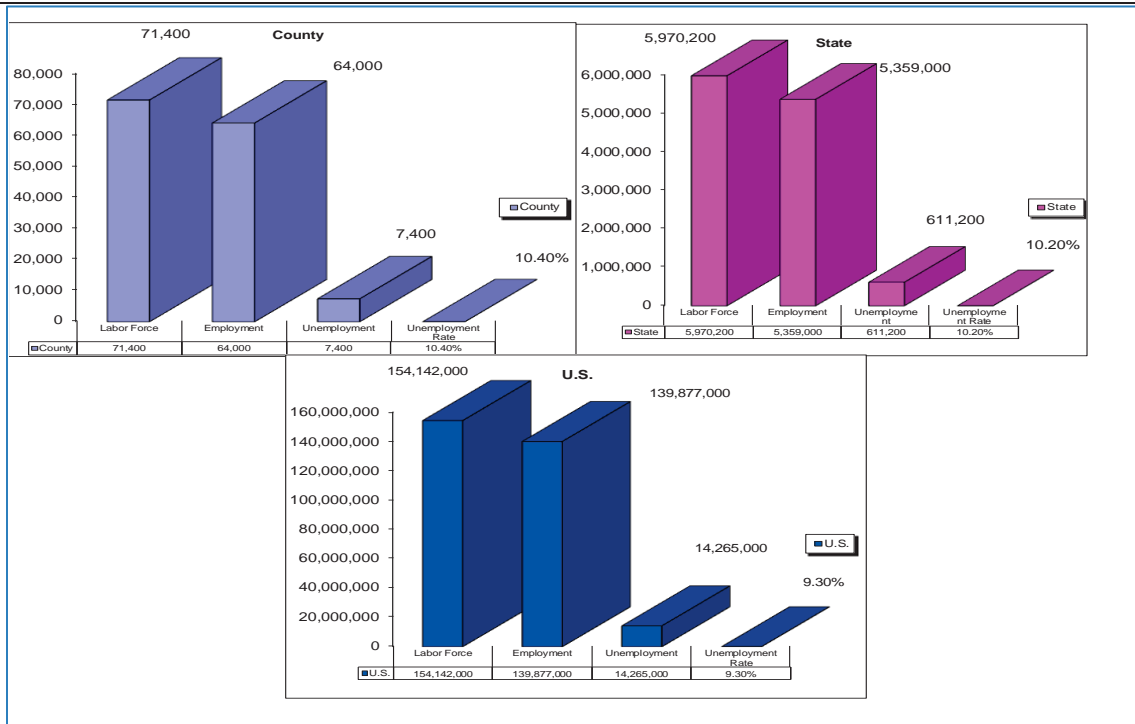 County
71,400
64,000
7,400
10.40%
80,000
70,000
60,000
50,000
40,000
30,000
20,000
10,000
0
County
Labor Force Employment Unemployment Unemployment
Rate
County 71,400 64,000 7,400 10.40%
State
5,970,200
5,359,000
611,200
10.20%
6,000,000
5,000,000
4,000,000
3,000,000
2,000,000
1,000,000
0
State
Labor Force Employment Unemployme Unemployme
nt nt Rate
State 5,970,200 5,359,000 611,200 10.20%
U.S.
154,142,000
139,877,000
14,265,000
9.30%
160,000,000
140,000,000
120,000,000
100,000,000
80,000,000
60,000,000
40,000,000
20,000,000
0
U.S.
Labor Force Employment Unemployment Unemployment
Rate
U.S. 154,142,000 139,877,000 14,265,000 9.30%